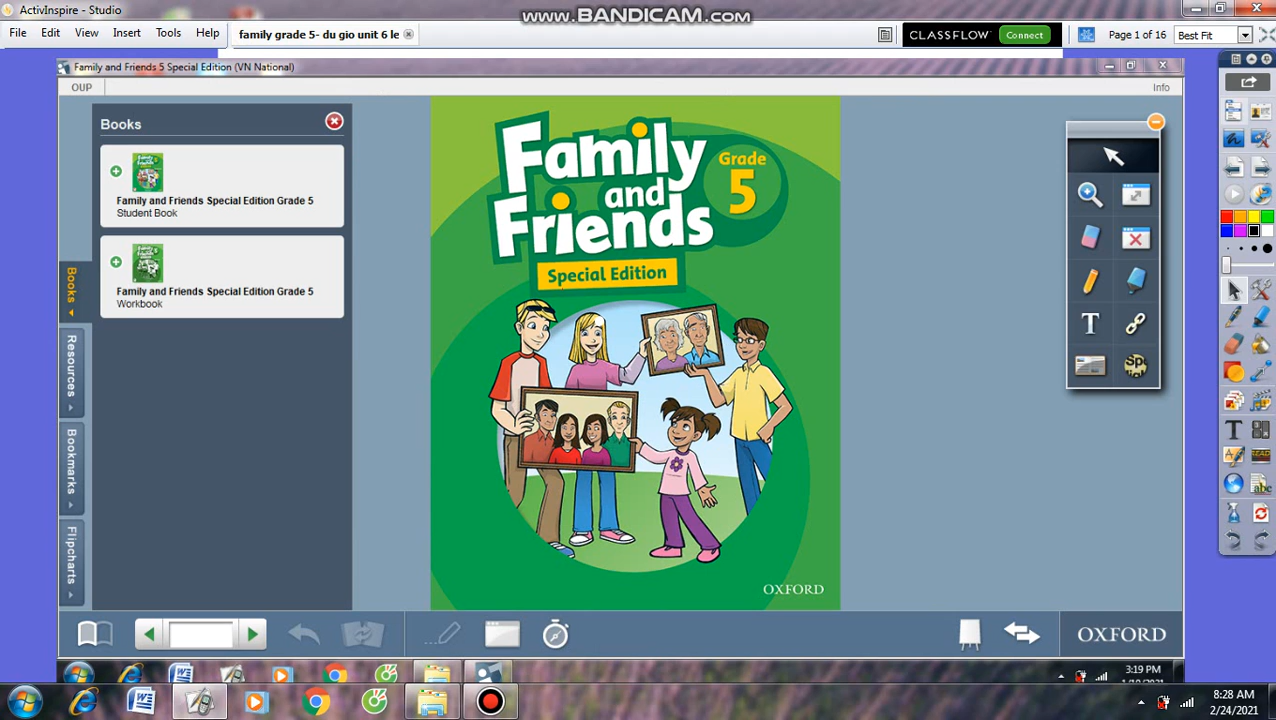 ActivInspire - Studio
www.BANDICAM.com
File Edit View Insert Tools Help
family grade 5- du gio unit 6 le
CLASSFLOW Connect
Page 1 of 16
Best Fit
Family and Friends 5 Special Edition (VN National)
OUP
Info
Books
Family and Friends Special Edition Grade 5
Student Book
Family and Friends Special Edition Grade 5
Workbook
Books
Resources
Bookmarks
Flipcharts
Family
and
Friends
Grade
5
Special Edition
OXFORD
T
Sp
OXFORD
3:19 PM
8:28 AM
2/24/2021